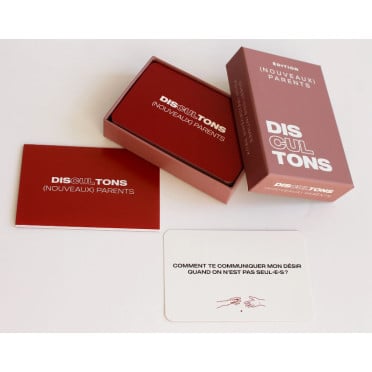 ÉDITION
(NOUVEAUX)
PARENTS
DIS
CUL
TONS
DISCULTONS
(NOUVEAUX) PARENTS
DISCULTONS
(NOUVEAUX) PARENTS
DISCULTONS
(NOUVEAUX) PARENTS
COMMENT TE COMMUNIQUER MON DÉSIR
QUAND ON N'EST PAS SEUL·E·S?